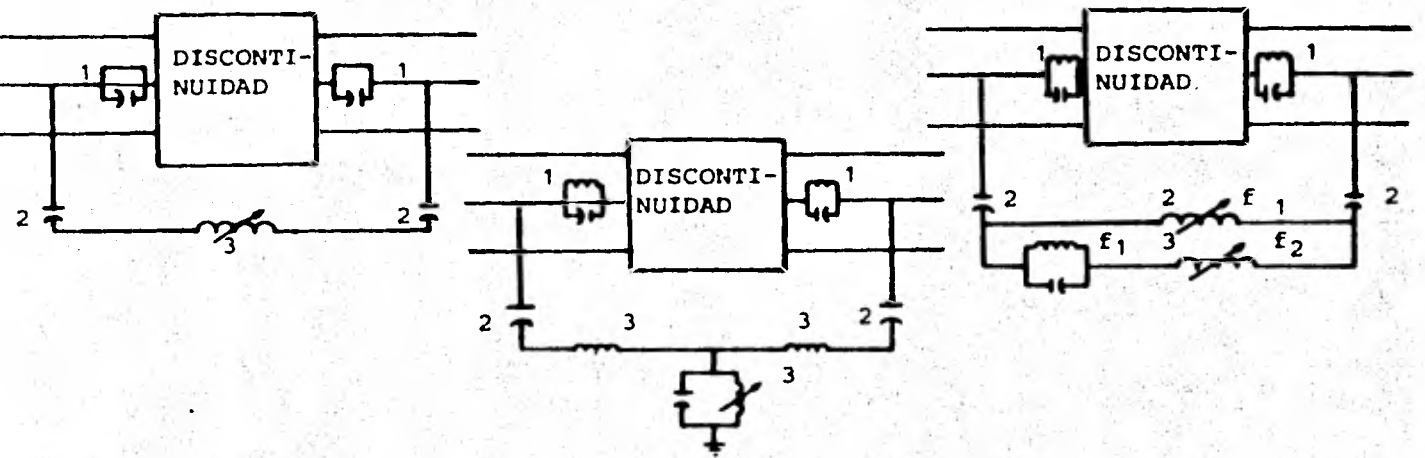 1 DISCONTI- 1
NUIDAD
2 2
3
1 DISCONTI- 1
NUIDAD
2 3 3 2
3
1 DISCONTI- 1
NUIDAD.
2 2 f 1 2
f1 3 f2